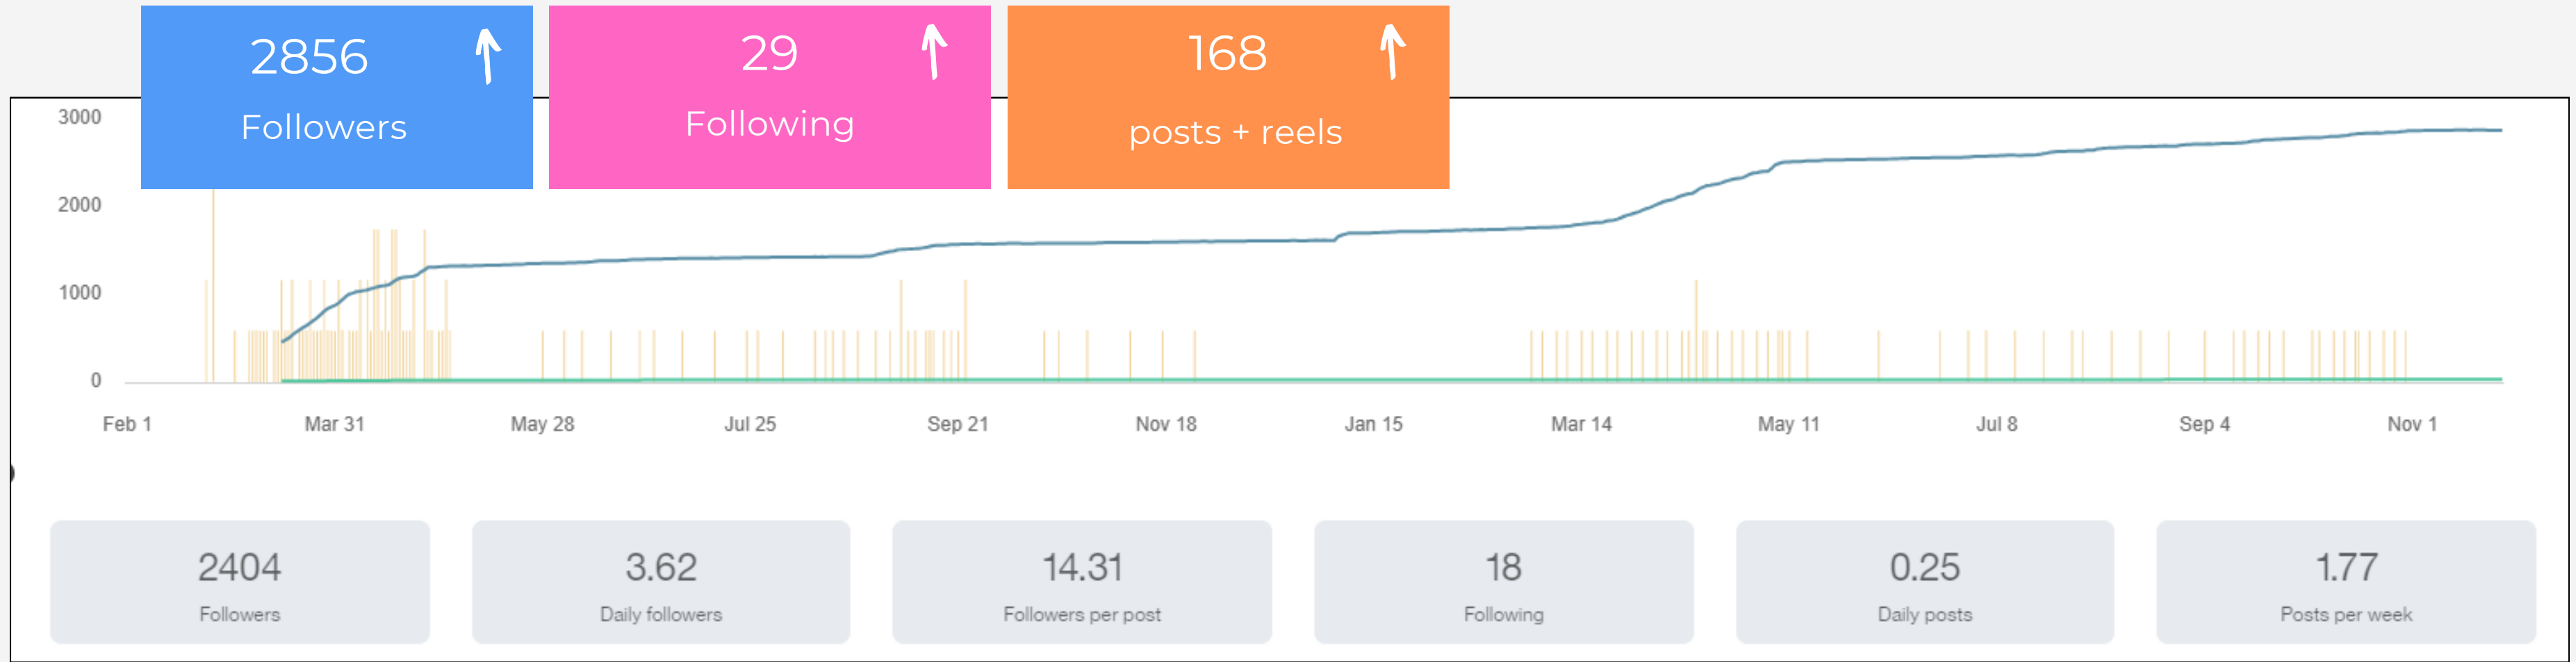 2856
Followers
29
Following
168
posts + reels
3000
2000
1000
0
Feb 1
Mar 31
May 28
Jul 25
Sep 21
Nov 18
Jan 15
Mar 14
May 11
Jul 8
Sep 4
Nov 1
2404
Followers
3.62
Daily followers
14.31
Followers per post
18
Following
0.25
Daily posts
1.77
Posts per week